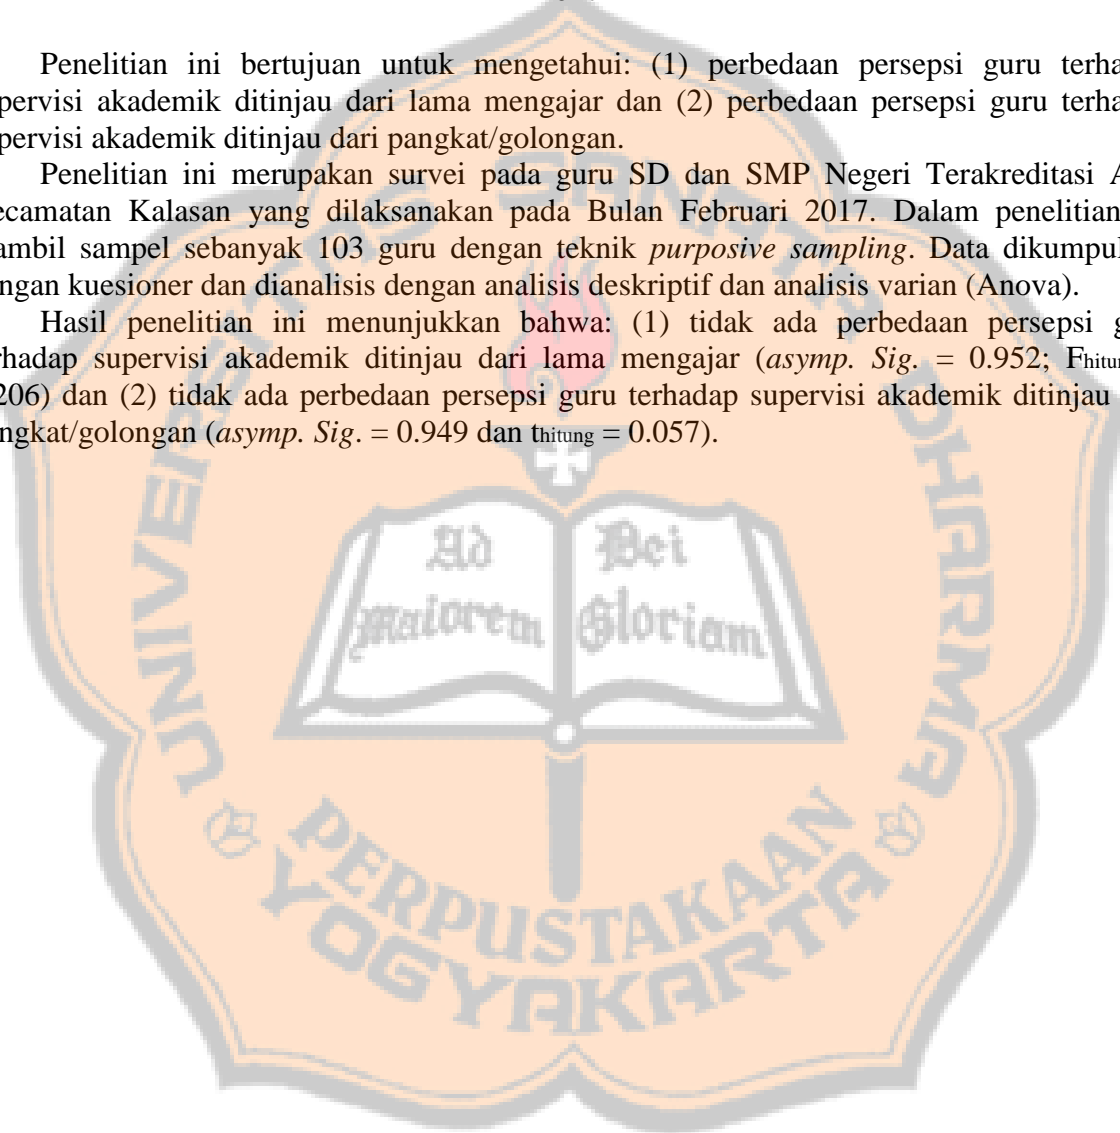 Penelitian ini bertujuan untuk mengetahui: (1) perbedaan persepsi guru terha
pervisi akademik ditinjau dari lama mengajar dan (2) perbedaan persepsi guru terha
pervisi akademik ditinjau dari pangkat/golongan.
Penelitian ini merupakan survei pada guru SD dan SMP Negeri Terakreditasi A
ecamatan Kalasan yang dilaksanakan pada Bulan Februari 2017. Dalam penelitian
ambil sampel sebanyak 103 guru dengan teknik purposive sampling. Data dikumpul
ngan kuesioner dan dianalisis dengan analisis deskriptif dan analisis varian (Anova).
Hasil penelitian ini menunjukkan bahwa: (1) tidak ada perbedaan persepsi g
rhadap supervisi akademik ditinjau dari lama mengajar (asymp. Sig. = 0.952; Fhitun
206) dan (2) tidak ada perbedaan persepsi guru terhadap supervisi akademik ditinjau
ngkat/golongan (asymp. Sig. = 0.949 dan thitung = 0.057).
UNIVERSITAS SANATA DHARMA
Ad Dei
maiorem Gloriam
PERPUSTAKAAN
YOGYAKARTA